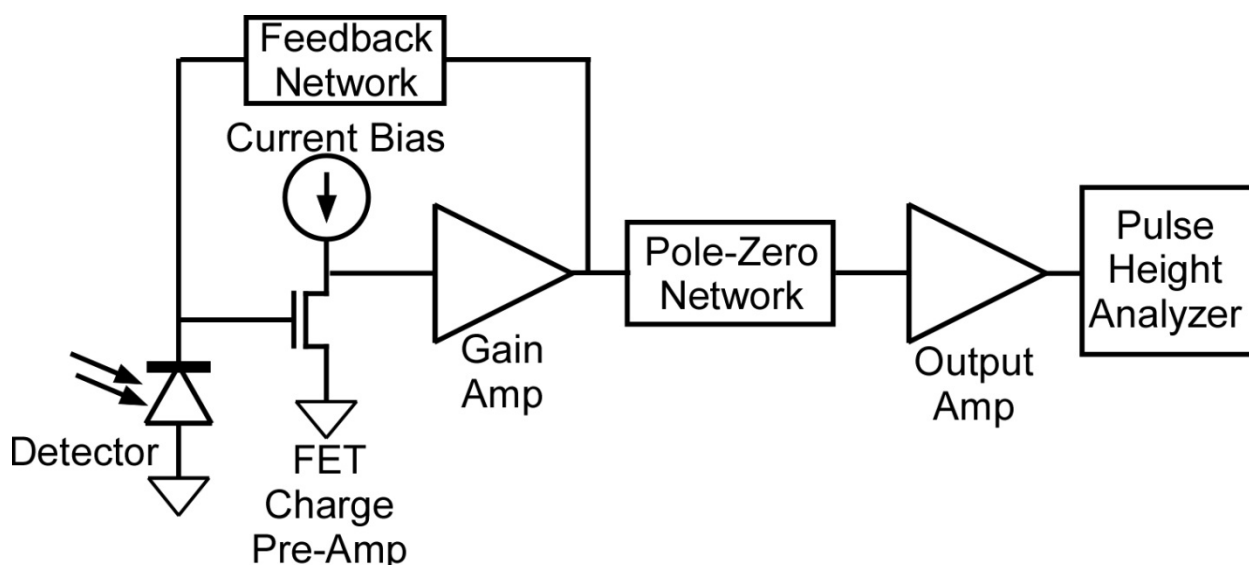 Feedback
Network
Current Bias
Pole-Zero
Network
Pulse
Height
Analyzer
Gain
Amp
Output
Amp
Detector
FET
Charge
Pre-Amp